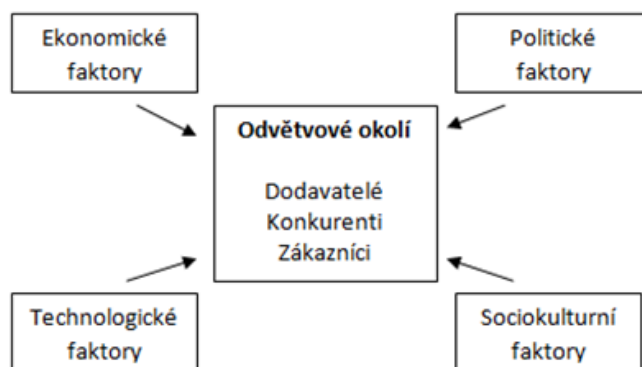 Ekonomické
faktory
Politické
faktory
Odvětvové okolí
Dodavatelé
Konkurenti
Zákazníci
Technologické
faktory
Sociokulturní
faktory